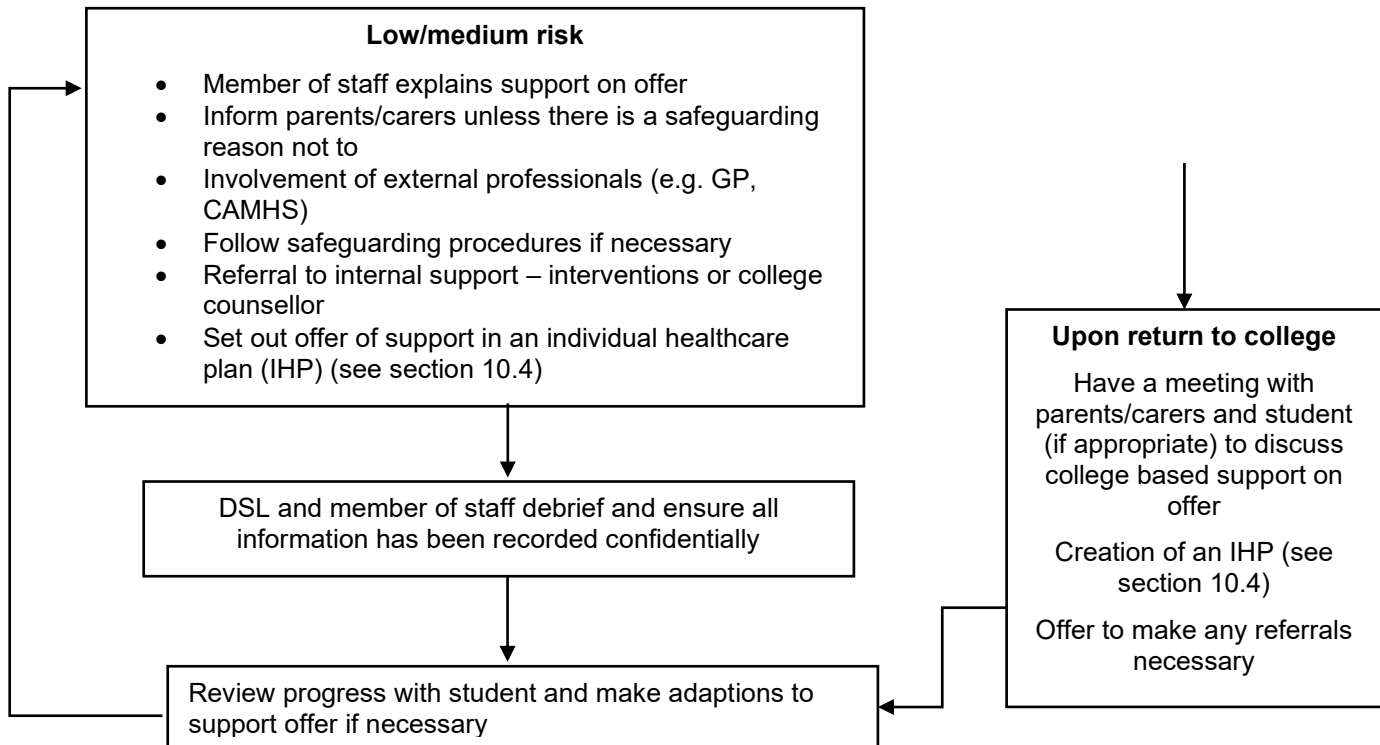 Low/medium risk
• Member of staff explains support on offer
• Inform parents/carers unless there is a safeguarding
reason not to
• Involvement of external professionals (e.g. GP,
CAMHS)
• Follow safeguarding procedures if necessary
• Referral to internal support – interventions or college
counsellor
• Set out offer of support in an individual healthcare
plan (IHP) (see section 10.4)
DSL and member of staff debrief and ensure all
information has been recorded confidentially
Review progress with student and make adaptions to
support offer if necessary
Upon return to college
Have a meeting with
parents/carers and student
(if appropriate) to discuss
college based support on
offer
Creation of an IHP (see
section 10.4)
Offer to make any referrals
necessary